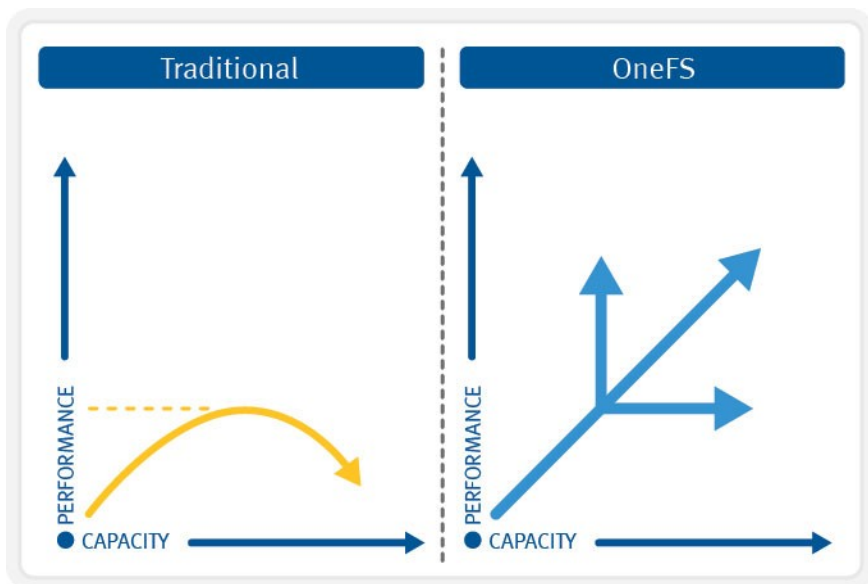 Traditional
PERFORMANCE
CAPACITY
OneFS
PERFORMANCE
CAPACITY